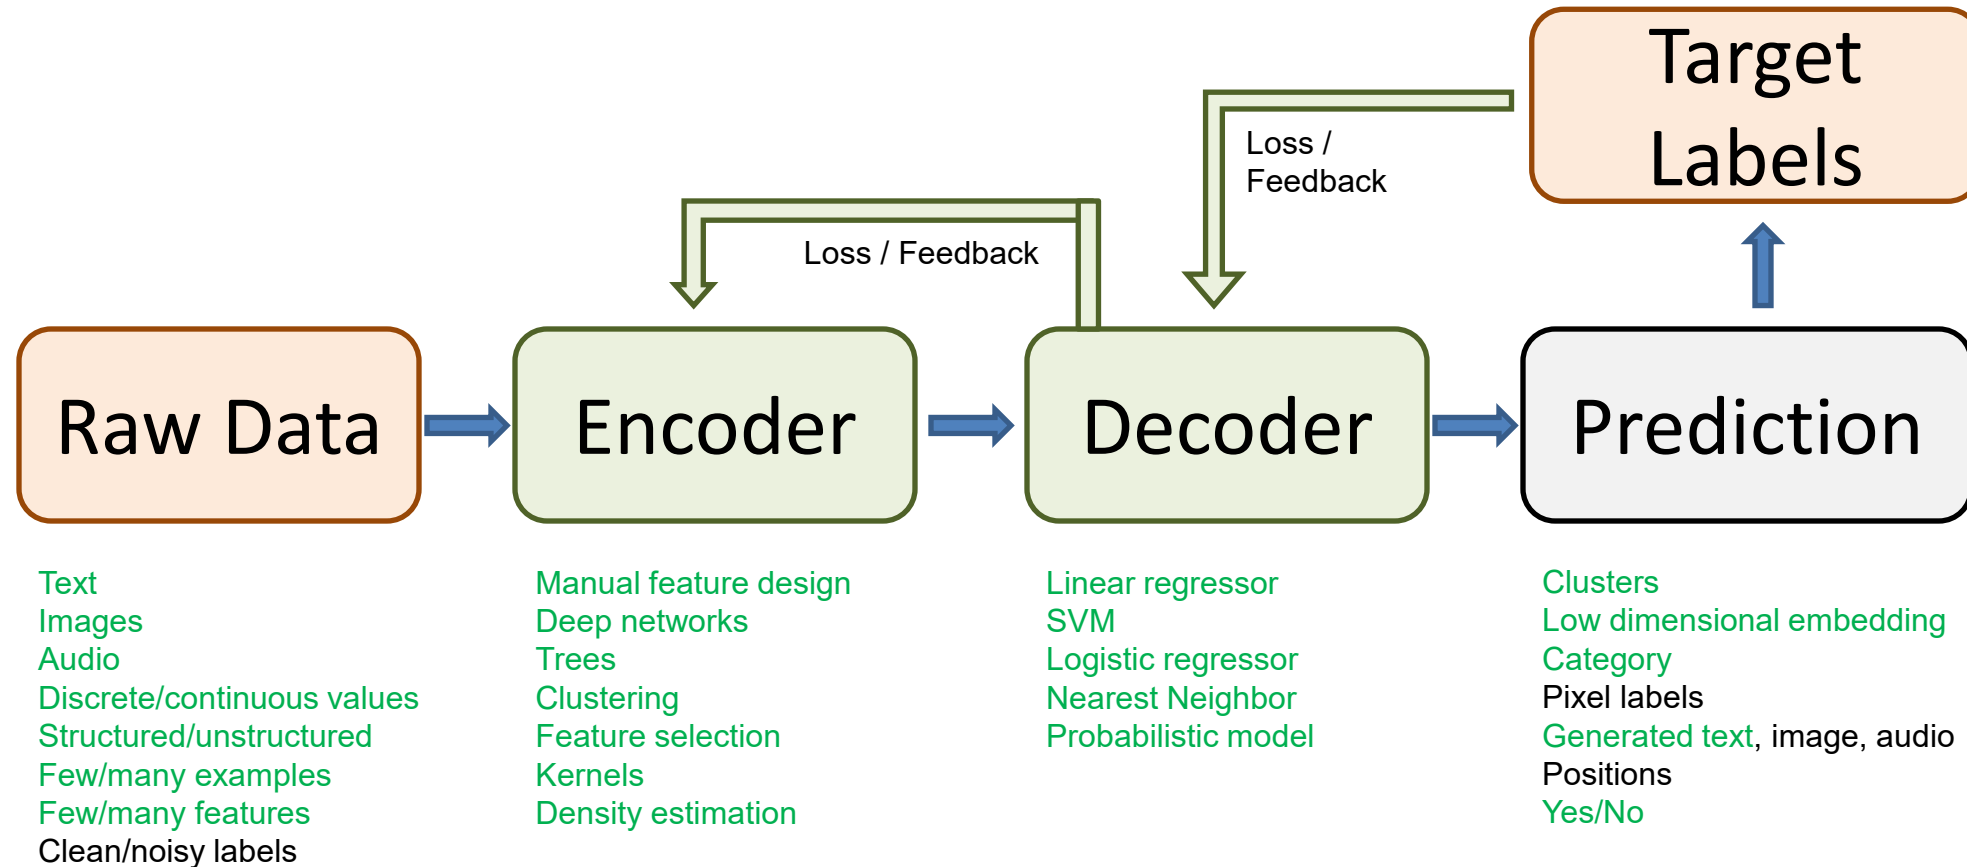 Target
Labels
Loss /
Feedback
Loss / Feedback
Raw Data
Encoder
Decoder
Prediction
Text
Images
Audio
Discrete/continuous values
Structured/unstructured
Few/many examples
Few/many features
Clean/noisy labels
Manual feature design
Deep networks
Trees
Clustering
Feature selection
Kernels
Density estimation
Linear regressor
SVM
Logistic regressor
Nearest Neighbor
Probabilistic model
Clusters
Low dimensional embedding
Category
Pixel labels
Generated text, image, audio
Positions
Yes/No